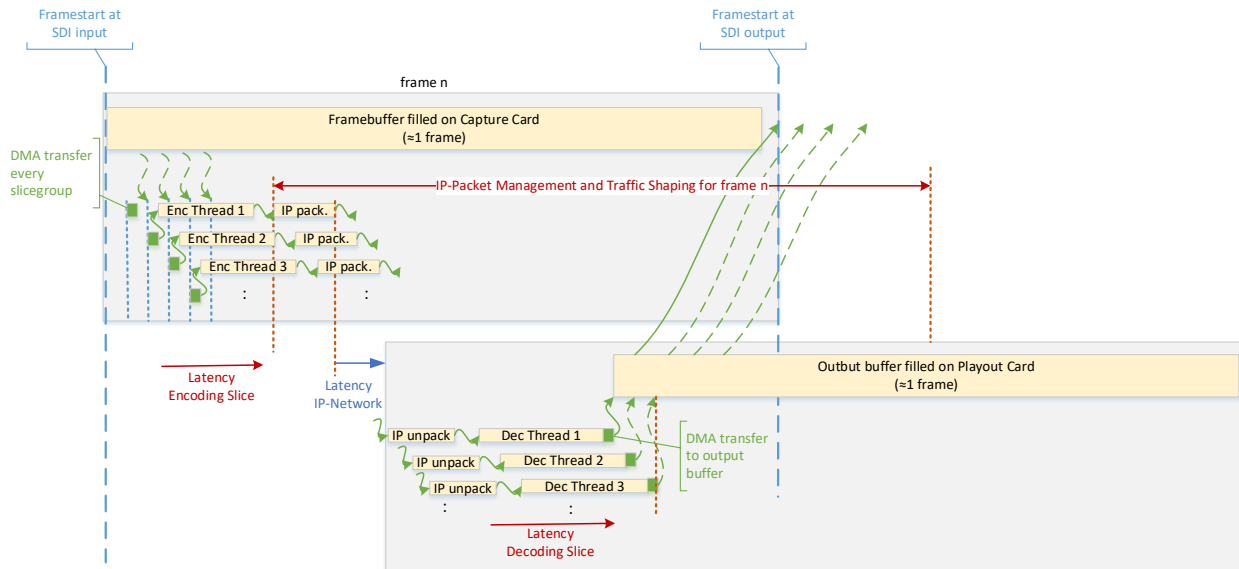 Framestart at
SDI input
Framestart at
SDI output
frame n
Framebuffer filled on Capture Card
(≈1 frame)
DMA transfer
every
slicegroup
IP-Packet Management and Traffic Shaping for frame n
Enc Thread 1
IP pack.
Enc Thread 2
IP pack.
Enc Thread 3
IP pack.
:
:
Latency
Encoding Slice
Latency
IP-Network
Outbut buffer filled on Playout Card
(≈1 frame)
IP unpack
Dec Thread 1
IP unpack
Dec Thread 2
IP unpack
Dec Thread 3
:
:
DMA transfer
to output
buffer
Latency
Decoding Slice